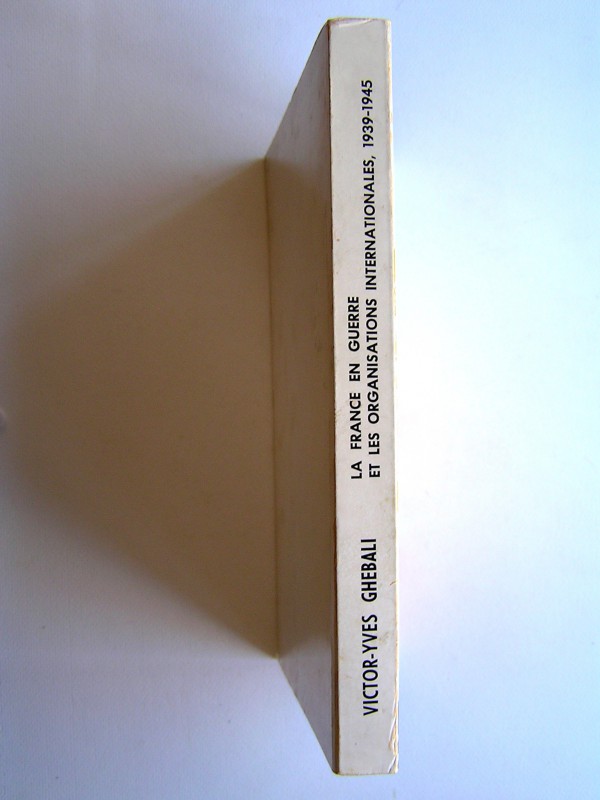 VICTOR-YVES GHEBALI
LA FRANCE EN GUERRE
ET LES ORGANISATIONS INTERNATIONALES, 1939-1945